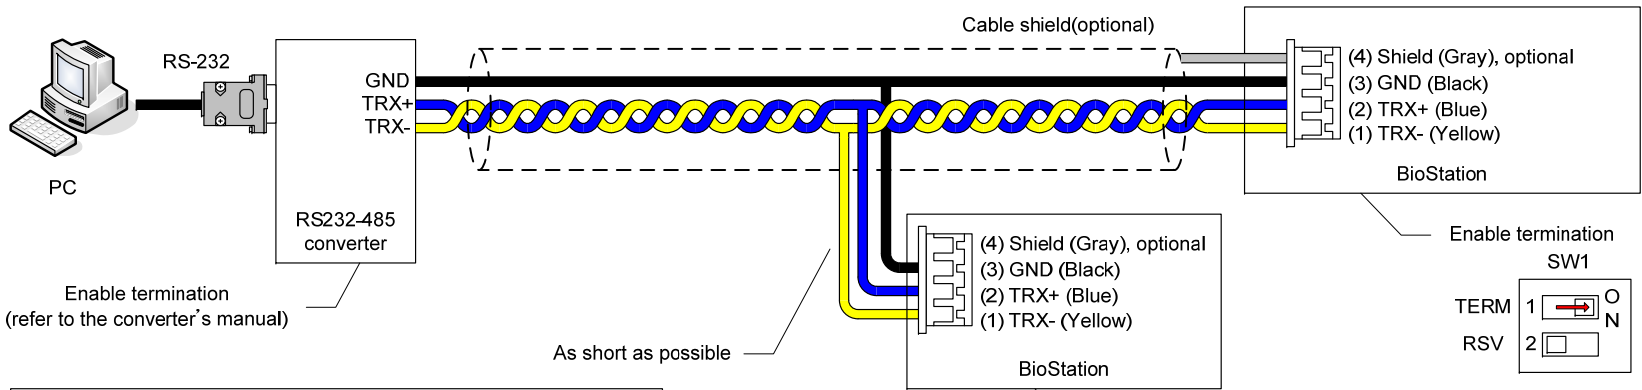 Cable shield(optional)
RS-232
GND
TRX+
TRX-
PC
RS232-485
converter
(4) Shield (Gray), optional
(3) GND (Black)
(2) TRX+ (Blue)
(1) TRX- (Yellow)
BioStation
Enable termination
(refer to the converter's manual)
As short as possible
(4) Shield (Gray), optional
(3) GND (Black)
(2) TRX+ (Blue)
(1) TRX- (Yellow)
BioStation
Enable termination
SW1
TERM 1 ON
RSV 2